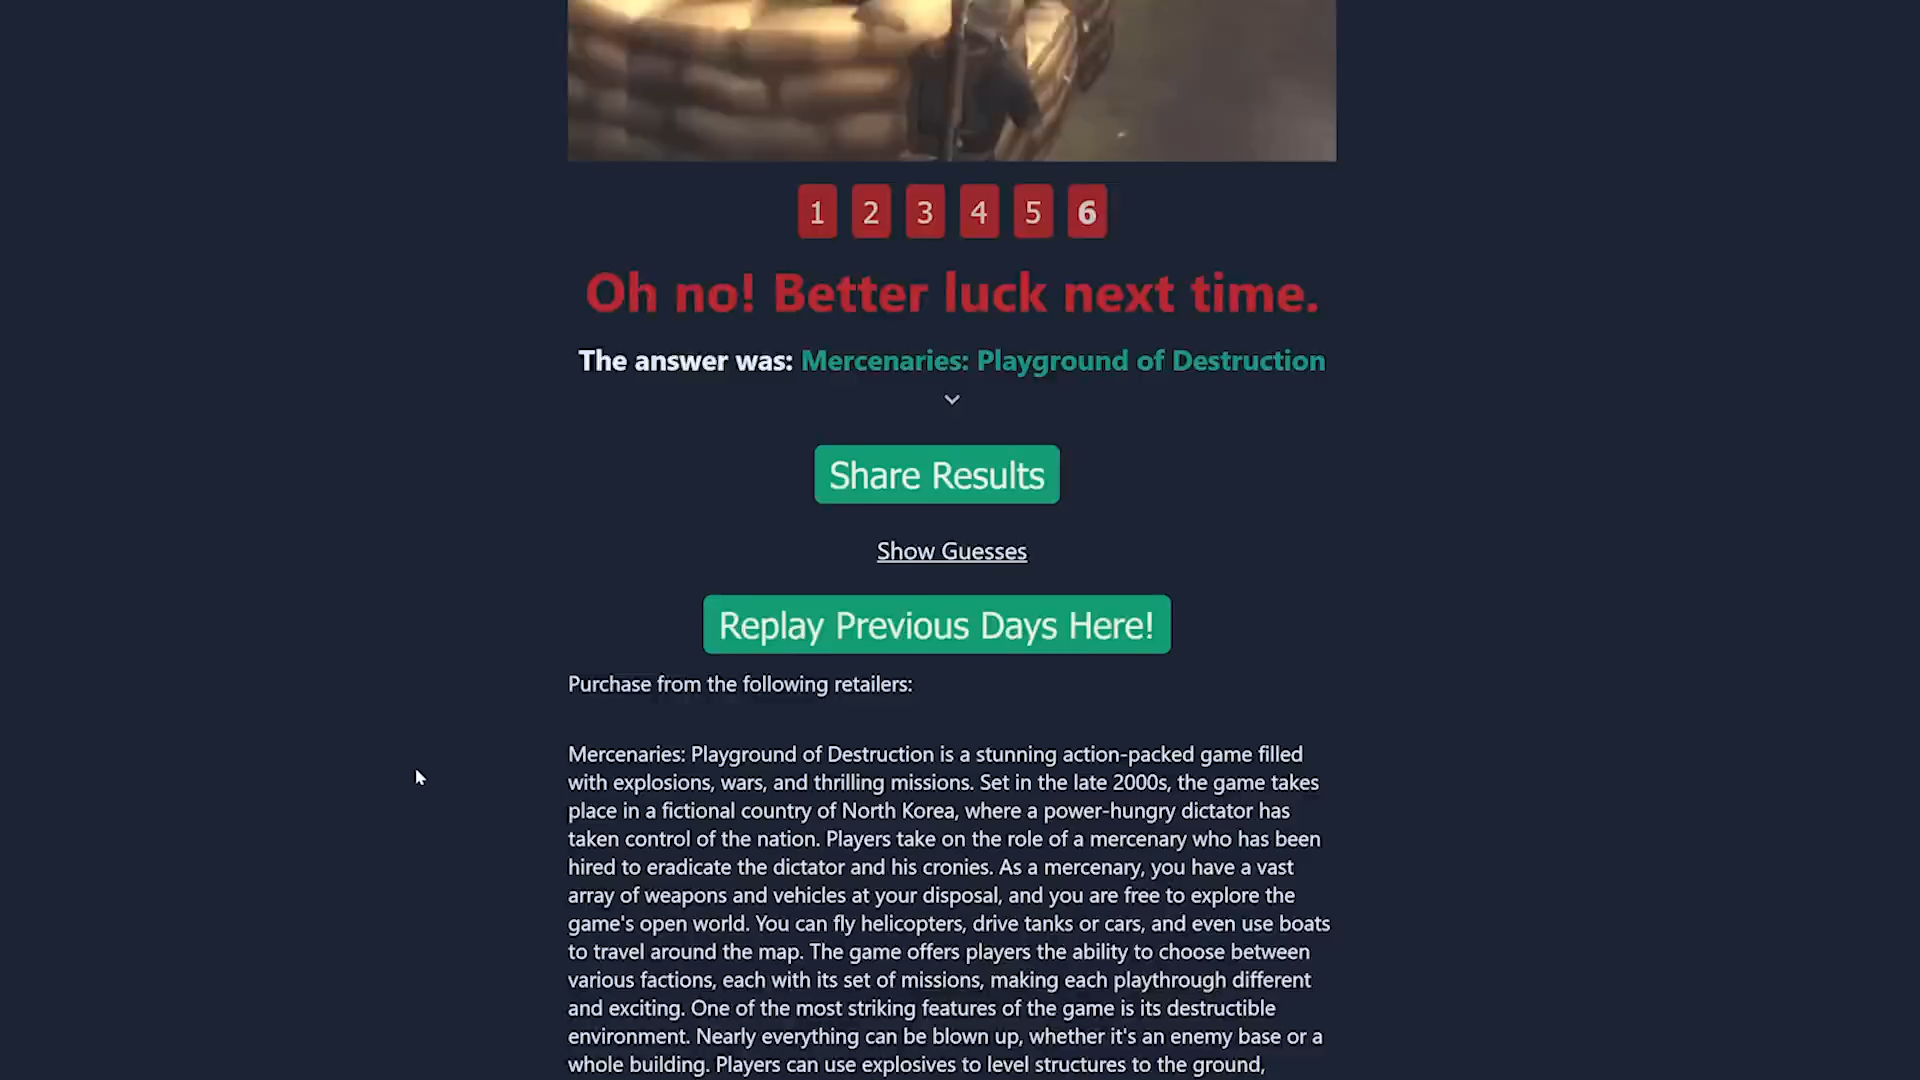 1 2 3 4 5 6
Oh no! Better luck next time.
The answer was: Mercenaries: Playground of Destruction
Share Results
Show Guesses
Replay Previous Days Here!
Purchase from the following retailers:
Mercenaries: Playground of Destruction is a stunning action-packed game filled
with explosions, wars, and thrilling missions. Set in the late 2000s, the game takes
place in a fictional country of North Korea, where a power-hungry dictator has
taken control of the nation. Players take on the role of a mercenary who has been
hired to eradicate the dictator and his cronies. As a mercenary, you have a vast
array of weapons and vehicles at your disposal, and you are free to explore the
game's open world. You can fly helicopters, drive tanks or cars, and even use boats
to travel around the map. The game offers players the ability to choose between
various factions, each with its set of missions, making each playthrough different
and exciting. One of the most striking features of the game is its destructible
environment. Nearly everything can be blown up, whether it's an enemy base or a
whole building. Players can use explosives to level structures to the ground,